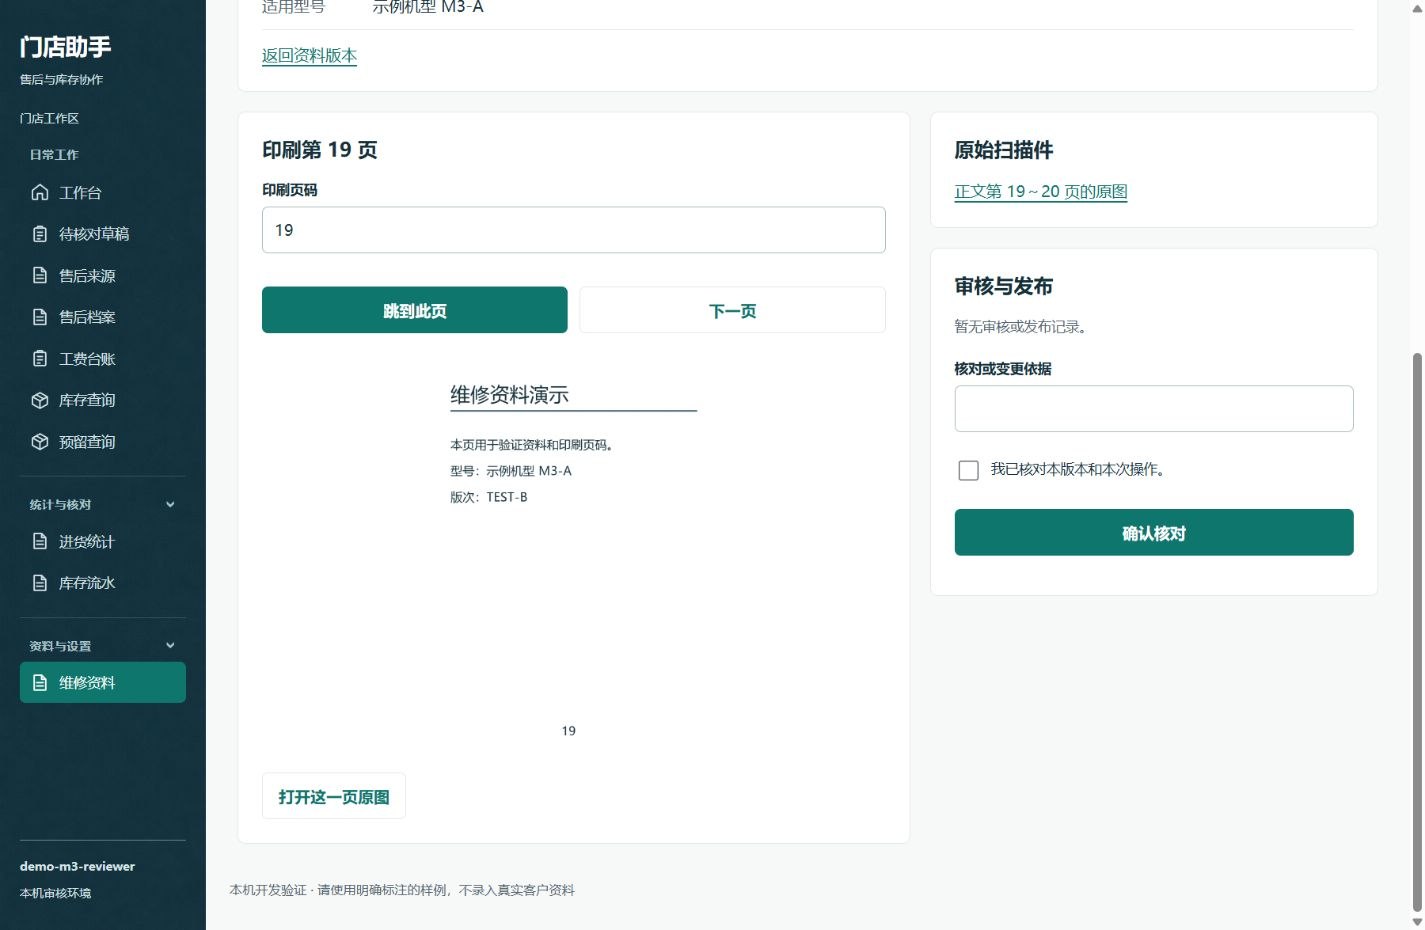 门店助手
售后与库存协作
门店工作区
日常工作
工作台
待核对草稿
售后来源
售后档案
工费台账
库存查询
预留查询
统计与核对
进货统计
库存流水
资料与设置
维修资料
demo-m3-reviewer
本机审核环境
适用型号 示例机型 M3-A
返回资料版本
印刷第 19 页
印刷页码
19
跳到此页
下一页
维修资料演示
本页用于验证资料和印刷页码。
型号：示例机型 M3-A
版次：TEST-B
19
打开这一页原图
原始扫描件
正文第 19～20 页的原图
审核与发布
暂无审核或发布记录。
核对或变更依据
我已核对本版本和本次操作。
确认核对
本机开发验证 · 请使用明确标注的样例，不录入真实客户资料